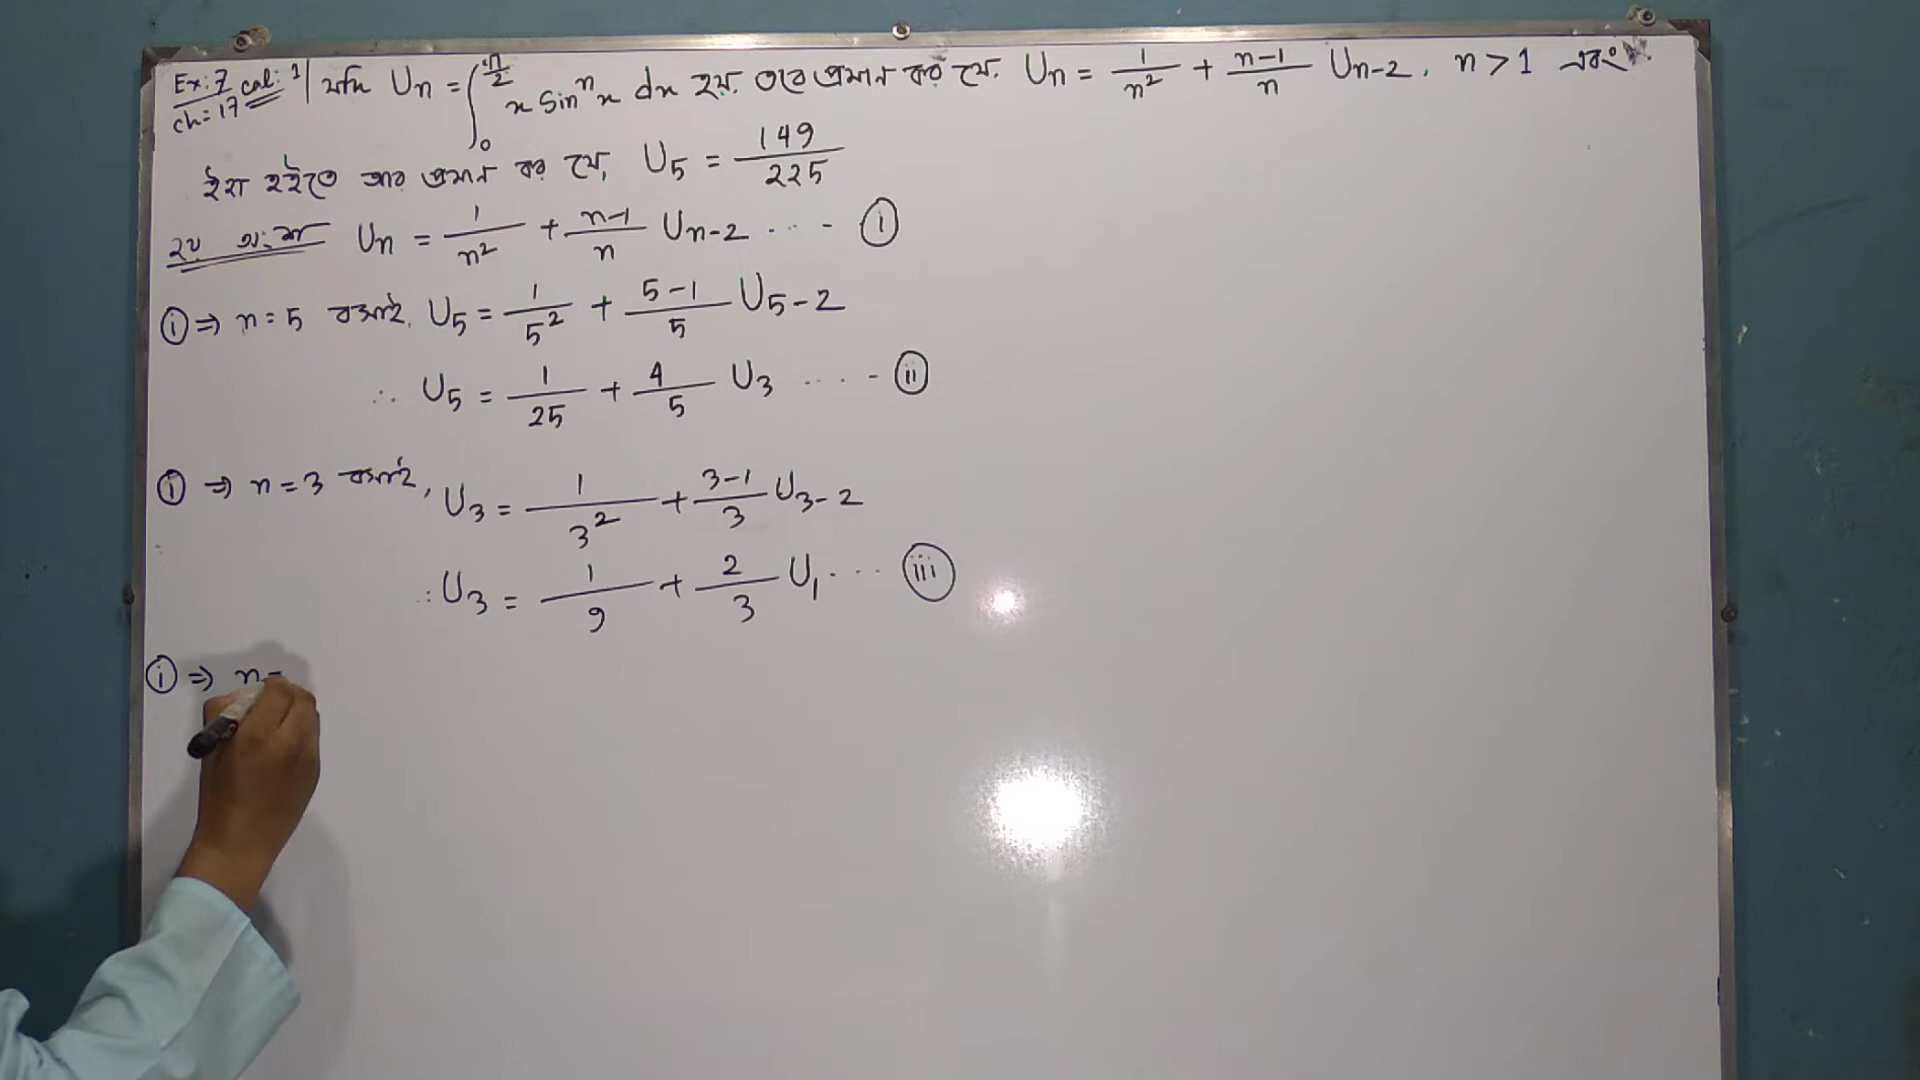 Ex: 7 cal: 1| যদি Un = ∫₀^(π/2) x Sin^n x dx হয়. তবে প্রমান কর যে. Un = 1/n² + n-1/n Un-2. n > 1 এবং
ch: 17
ইহা হইতে আর প্রমান কর যে, U5 = 149/225
২য় অংশ Un = 1/n² + n-1/n Un-2 ... - (i)
(i) ⇒ n = 5 বসাই, U5 = 1/5² + 5-1/5 U5-2
∴ U5 = 1/25 + 4/5 U3 .... - (ii)
(i) ⇒ n = 3 বসাই, U3 = 1/3² + 3-1/3 U3-2
∴ U3 = 1/9 + 2/3 U1 .... (iii)
(i) ⇒ n=